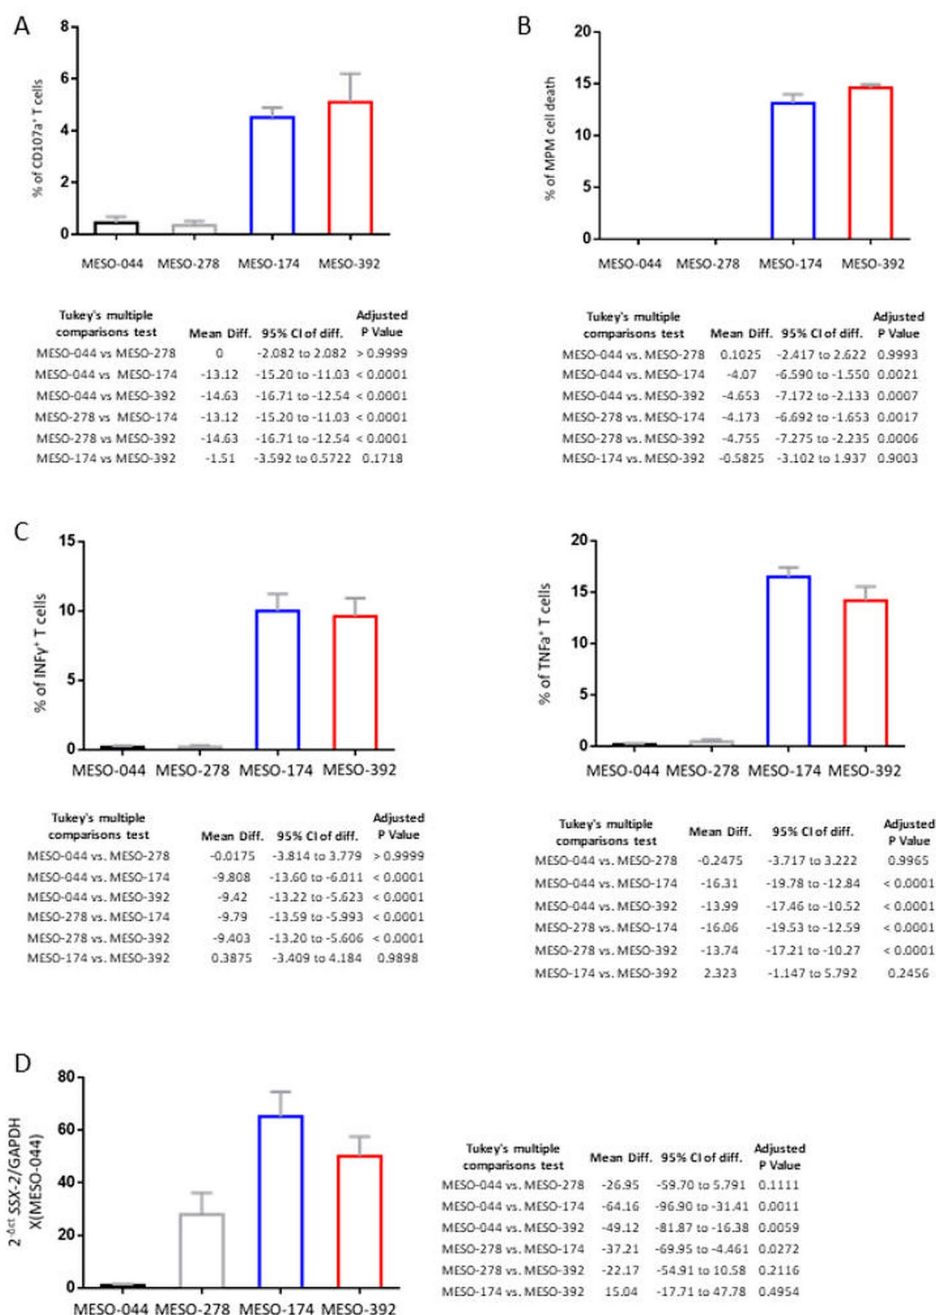 A
8
6
4
2
0
% of CD107a⁺ T cells
MESO-044 MESO-278 MESO-174 MESO-392
Tukey's multiple comparisons test Mean Diff. 95% CI of diff. Adjusted P Value
MESO-044 vs MESO-278 0 -2.082 to 2.082 > 0.9999
MESO-044 vs MESO-174 -13.12 -15.20 to -11.03 < 0.0001
MESO-044 vs MESO-392 -14.63 -16.71 to -12.54 < 0.0001
MESO-278 vs MESO-174 -13.12 -15.20 to -11.03 < 0.0001
MESO-278 vs MESO-392 -14.63 -16.71 to -12.54 < 0.0001
MESO-174 vs MESO-392 -1.51 -3.592 to 0.5722 0.1718
B
20
15
10
5
0
% of MPM cell death
MESO-044 MESO-278 MESO-174 MESO-392
Tukey's multiple comparisons test Mean Diff. 95% CI of diff. Adjusted P Value
MESO-044 vs. MESO-278 0.1025 -2.417 to 2.622 0.9993
MESO-044 vs. MESO-174 -4.07 -6.590 to -1.550 0.0021
MESO-044 vs. MESO-392 -4.653 -7.172 to -2.133 0.0007
MESO-278 vs. MESO-174 -4.173 -6.692 to -1.653 0.0017
MESO-278 vs. MESO-392 -4.755 -7.275 to -2.235 0.0006
MESO-174 vs. MESO-392 -0.5825 -3.102 to 1.937 0.9003
C
15
10
5
0
% of INFγ⁺ T cells
MESO-044 MESO-278 MESO-174 MESO-392
Tukey's multiple comparisons test Mean Diff. 95% CI of diff. Adjusted P Value
MESO-044 vs. MESO-278 -0.0175 -3.814 to 3.779 > 0.9999
MESO-044 vs. MESO-174 -9.808 -13.60 to -6.011 < 0.0001
MESO-044 vs. MESO-392 -9.42 -13.22 to -5.623 < 0.0001
MESO-278 vs. MESO-174 -9.79 -13.59 to -5.993 < 0.0001
MESO-278 vs. MESO-392 -9.403 -13.20 to -5.606 < 0.0001
MESO-174 vs. MESO-392 0.3875 -3.409 to 4.184 0.9898
20
15
10
5
0
% of TNFa⁺ T cells
MESO-044 MESO-278 MESO-174 MESO-392
Tukey's multiple comparisons test Mean Diff. 95% CI of diff. Adjusted P Value
MESO-044 vs. MESO-278 -0.2475 -3.717 to 3.222 0.9965
MESO-044 vs. MESO-174 -16.31 -19.78 to -12.84 < 0.0001
MESO-044 vs. MESO-392 -13.99 -17.46 to -10.52 < 0.0001
MESO-278 vs. MESO-174 -16.06 -19.53 to -12.59 < 0.0001
MESO-278 vs. MESO-392 -13.74 -17.21 to -10.27 < 0.0001
MESO-174 vs. MESO-392 2.323 -1.147 to 5.792 0.2456
D
80
60
40
20
0
2⁻ᐞᶜᵗ SSX-2/GAPDH
X(MESO-044)
MESO-044 MESO-278 MESO-174 MESO-392
Tukey's multiple comparisons test Mean Diff. 95% CI of diff. Adjusted P Value
MESO-044 vs. MESO-278 -26.95 -59.70 to 5.791 0.1111
MESO-044 vs. MESO-174 -64.16 -96.90 to -31.41 0.0011
MESO-044 vs. MESO-392 -49.12 -81.87 to -16.38 0.0059
MESO-278 vs. MESO-174 -37.21 -69.95 to -4.461 0.0272
MESO-278 vs. MESO-392 -22.17 -54.91 to 10.58 0.2116
MESO-174 vs. MESO-392 15.04 -17.71 to 47.78 0.4954